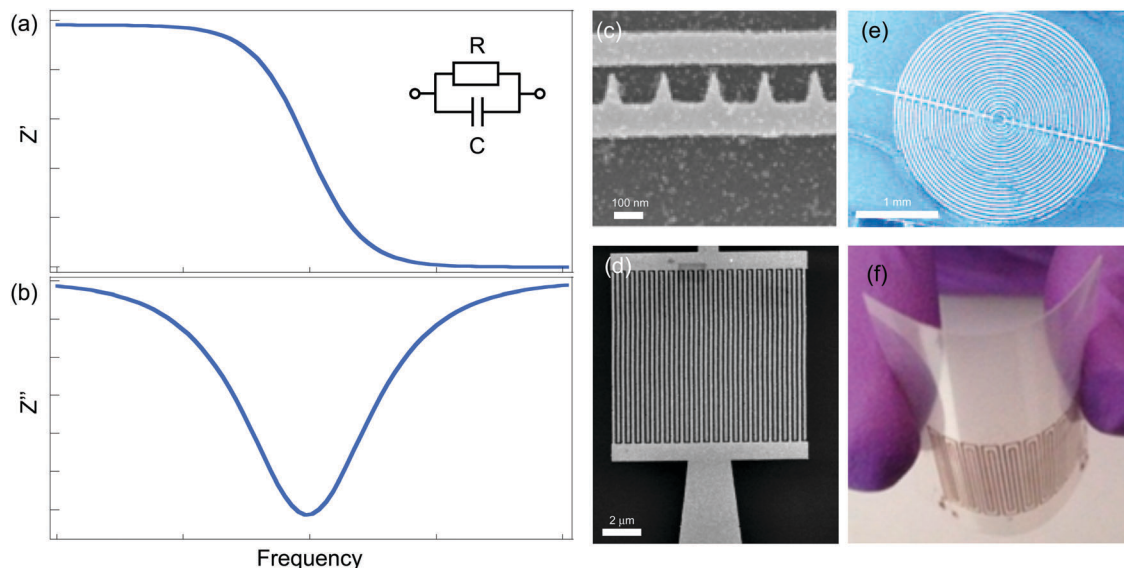 (a)
R
C
Z’
(b)
Z”
Frequency
(c)
100 nm
(d)
2 μm
(e)
1 mm
(f)